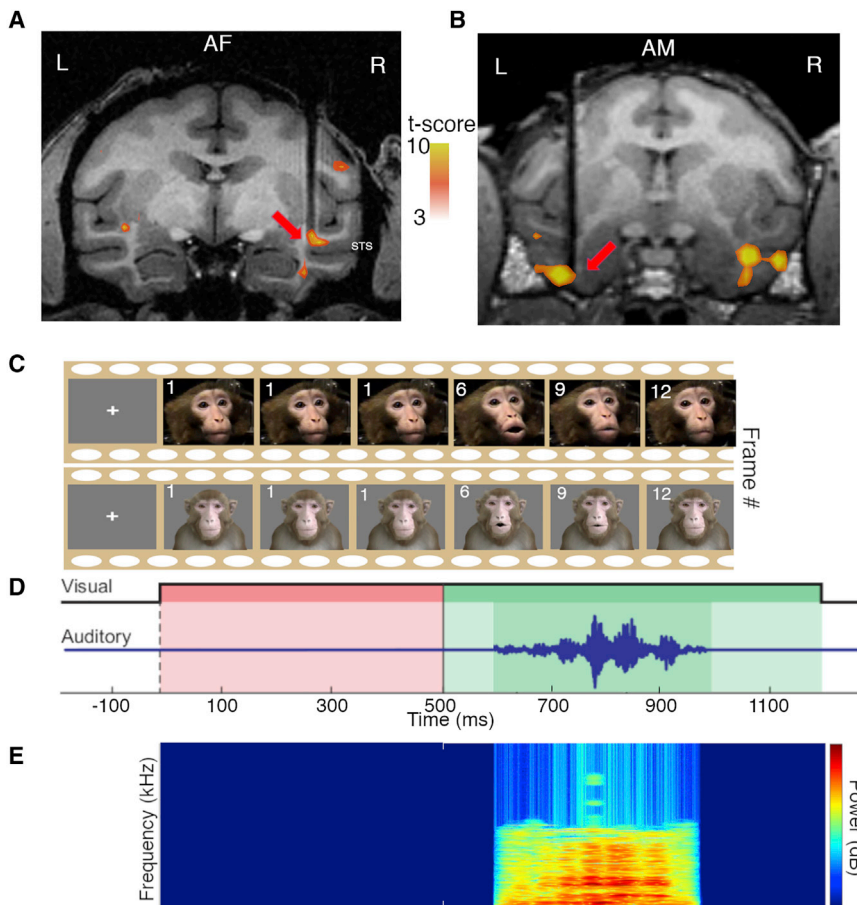 A
AF
L
R
STS
t-score
10
3
B
AM
L
R
C
1
1
1
6
9
12
1
1
1
6
9
12
Frame #
D
Visual
Auditory
-100
100
300
500
700
900
1100
Time (ms)
E
Frequency (kHz)
Power (dB)